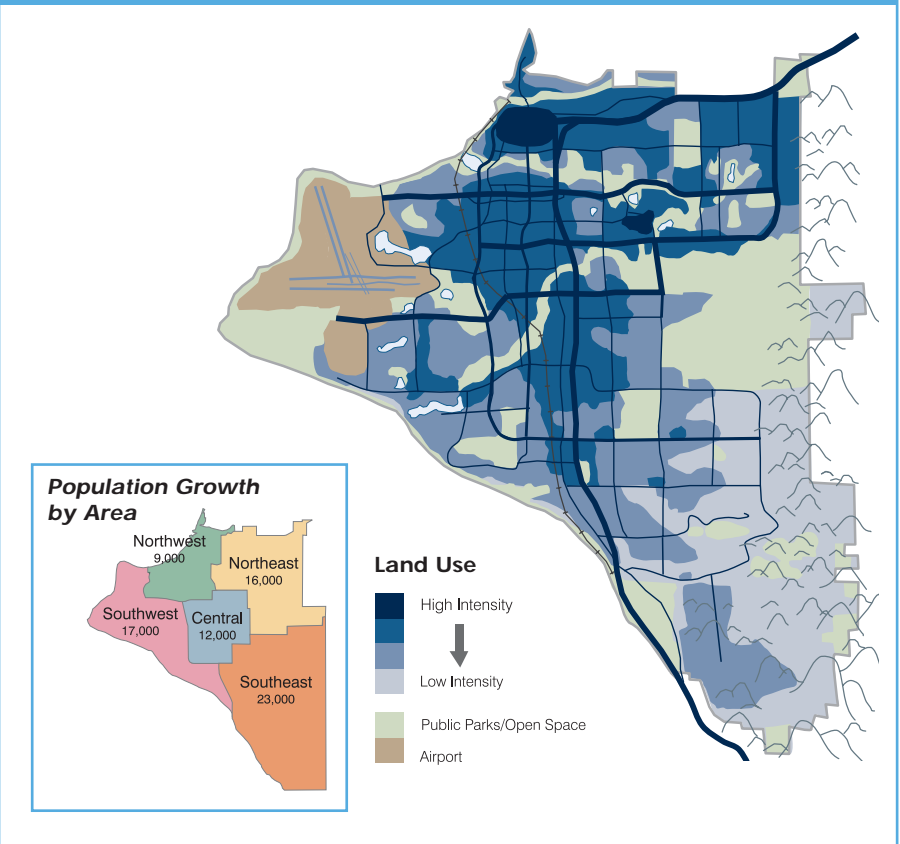 Population Growth
by Area
Northwest
9,000
Northeast
16,000
Southwest
17,000
Central
12,000
Southeast
23,000
Land Use
High Intensity
Low Intensity
Public Parks/Open Space
Airport